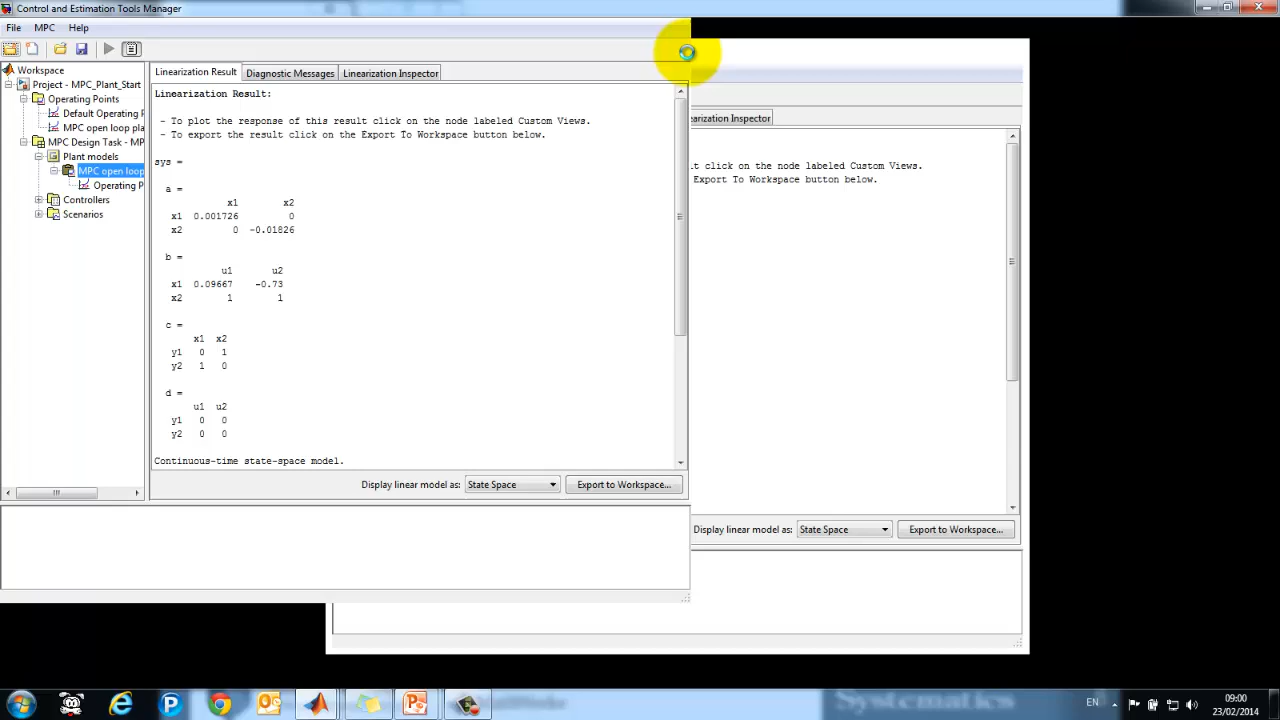 Control and Estimation Tools Manager
File MPC Help
Workspace
Project - MPC_Plant_Start
Operating Points
Default Operating P
MPC open loop pla
MPC Design Task - MP
Plant models
MPC open loop
Operating P
Controllers
Scenarios
Linearization Result Diagnostic Messages Linearization Inspector
Linearization Result:
- To plot the response of this result click on the node labeled Custom Views.
- To export the result click on the Export To Workspace button below.
sys =
a =
x1 x2
x1 0.001726 0
x2 0 -0.01826
b =
u1 u2
x1 0.09667 -0.73
x2 1 1
c =
x1 x2
y1 0 1
y2 1 0
d =
u1 u2
y1 0 0
y2 0 0
Continuous-time state-space model.
Display linear model as: State Space Export to Workspace...
earization Inspector
t click on the node labeled Custom Views.
Export To Workspace button below.
Display linear model as: State Space Export to Workspace...
Systematics
EN
09:00
23/02/2014